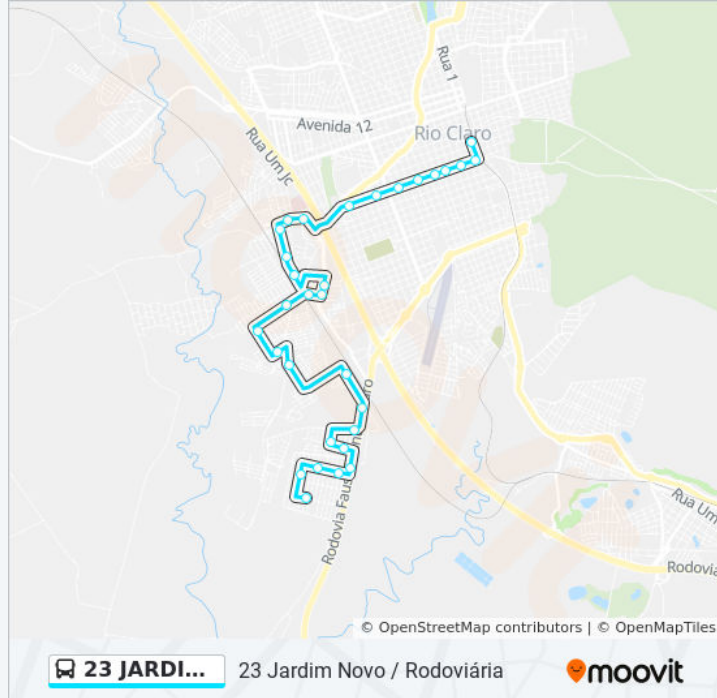 Rua 1
Avenida 12
Rio Claro
Rua Um Jc
Rodovia Faus
Rua Um
Rodovia
© OpenStreetMap contributors | © OpenMapTiles
23 JARDI...
23 Jardim Novo / Rodoviária
moovit